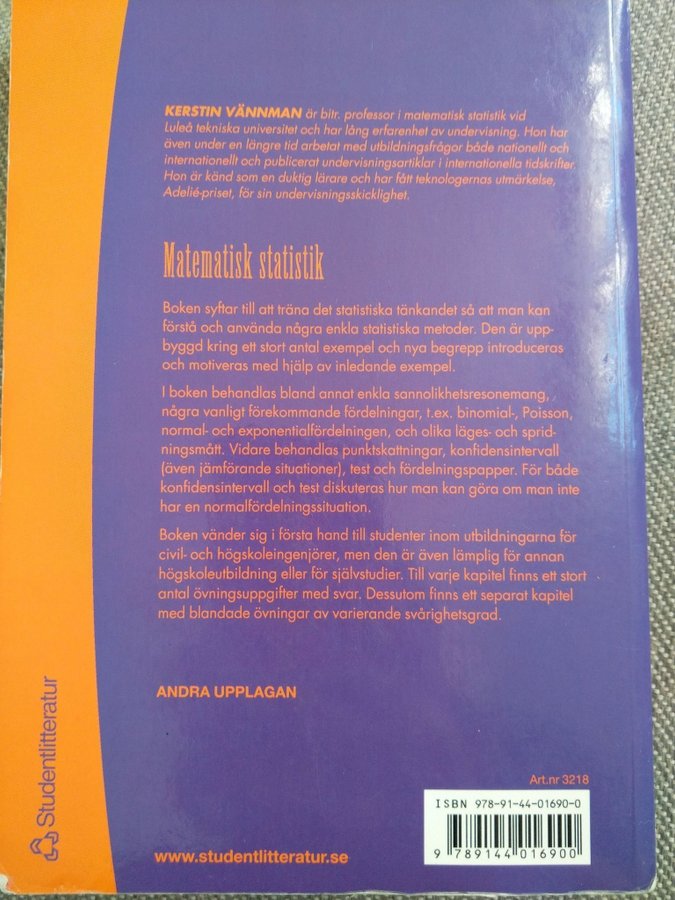 KERSTIN VÄNNMAN är bitr. professor i matematisk statistik vid
Luleå tekniska universitet och har lång erfarenhet av undervisning. Hon har
även under en längre tid arbetat med utbildningsfrågor både nationellt och
internationellt och publicerat undervisningsartiklar i internationella tidskrifter.
Hon är känd som en duktig lärare och har fått teknologernas utmärkelse,
Adelié-priset, för sin undervisningsskicklighet.
Matematisk statistik
Boken syftar till att träna det statistiska tänkandet så att man kan
förstå och använda några enkla statistiska metoder. Den är upp-
byggd kring ett stort antal exempel och nya begrepp introduceras
och motiveras med hjälp av inledande exempel.
I boken behandlas bland annat enkla sannolikhetsresonemang,
några vanligt förekommande fördelningar, t.ex. binomial-, Poisson,
normal- och exponentialfördelningen, och olika läges- och sprid-
ningsmått. Vidare behandlas punktskattningar, konfidensintervall
(även jämförande situationer), test och fördelningspapper. För både
konfidensintervall och test diskuteras hur man kan göra om man inte
har en normalfördelningssituation.
Boken vänder sig i första hand till studenter inom utbildningarna för
civil- och högskoleingenjörer, men den är även lämplig för annan
högskoleutbildning eller för självstudier. Till varje kapitel finns ett stort
antal övningsuppgifter med svar. Dessutom finns ett separat kapitel
med blandade övningar av varierande svårighetsgrad.
ANDRA UPPLAGAN
Studentlitteratur
Art.nr 3218
ISBN 978-91-44-01690-0
9 789144 016900
www.studentlitteratur.se